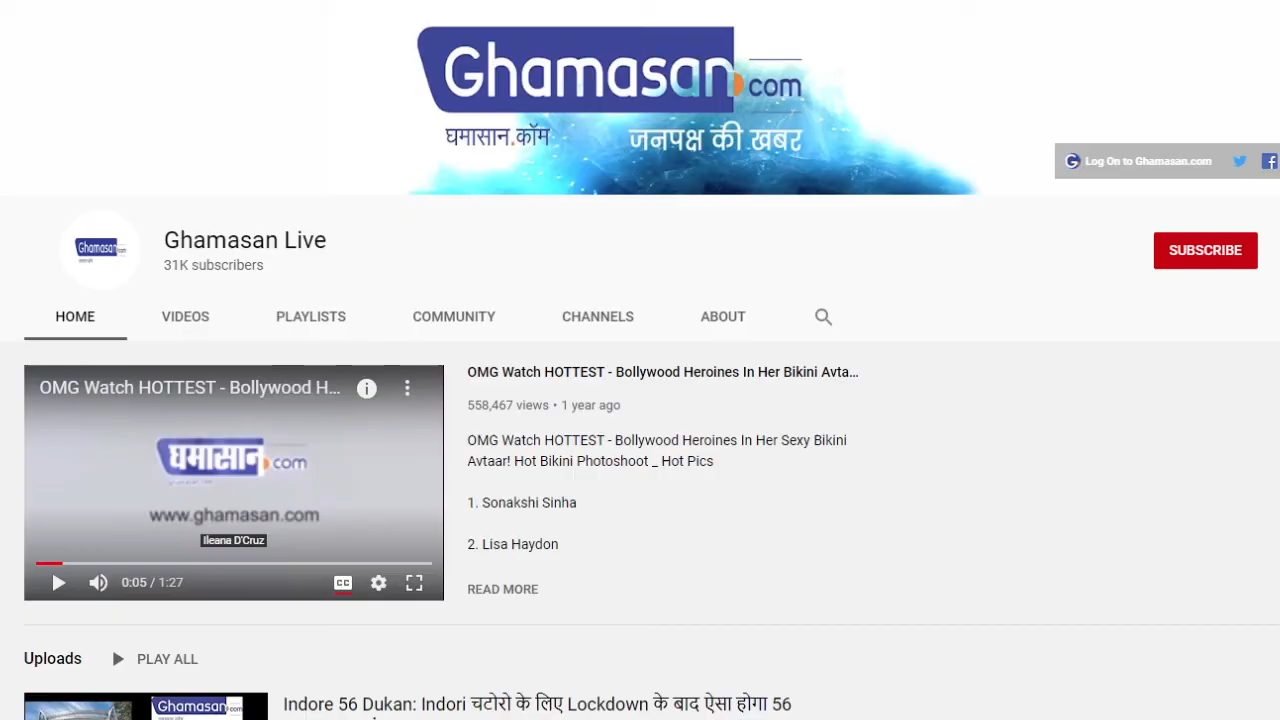 Ghamasan.com
घमासान.कॉम
जनपक्ष की खबर
Log On to Ghamasan.com
Ghamasan.com
Ghamasan Live
31K subscribers
SUBSCRIBE
HOME
VIDEOS
PLAYLISTS
COMMUNITY
CHANNELS
ABOUT
OMG Watch HOTTEST - Bollywood H...
घमासान.com
www.ghamasan.com
Ileana D'Cruz
0:05 / 1:27
CC
OMG Watch HOTTEST - Bollywood Heroines In Her Bikini Avta...
558,467 views • 1 year ago
OMG Watch HOTTEST - Bollywood Heroines In Her Sexy Bikini
Avtaar! Hot Bikini Photoshoot _ Hot Pics
1. Sonakshi Sinha
2. Lisa Haydon
READ MORE
Uploads
PLAY ALL
Ghamasan
Indore 56 Dukan: Indori चटोरो के लिए Lockdown के बाद ऐसा होगा 56